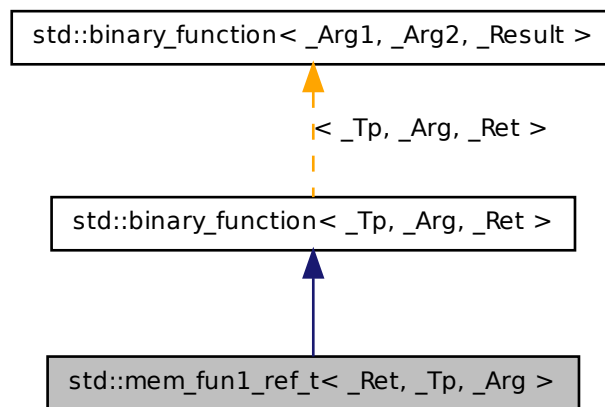 std::binary_function< _Arg1, _Arg2, _Result >
< _Tp, _Arg, _Ret >
std::binary_function< _Tp, _Arg, _Ret >
std::mem_fun1_ref_t< _Ret, _Tp, _Arg >